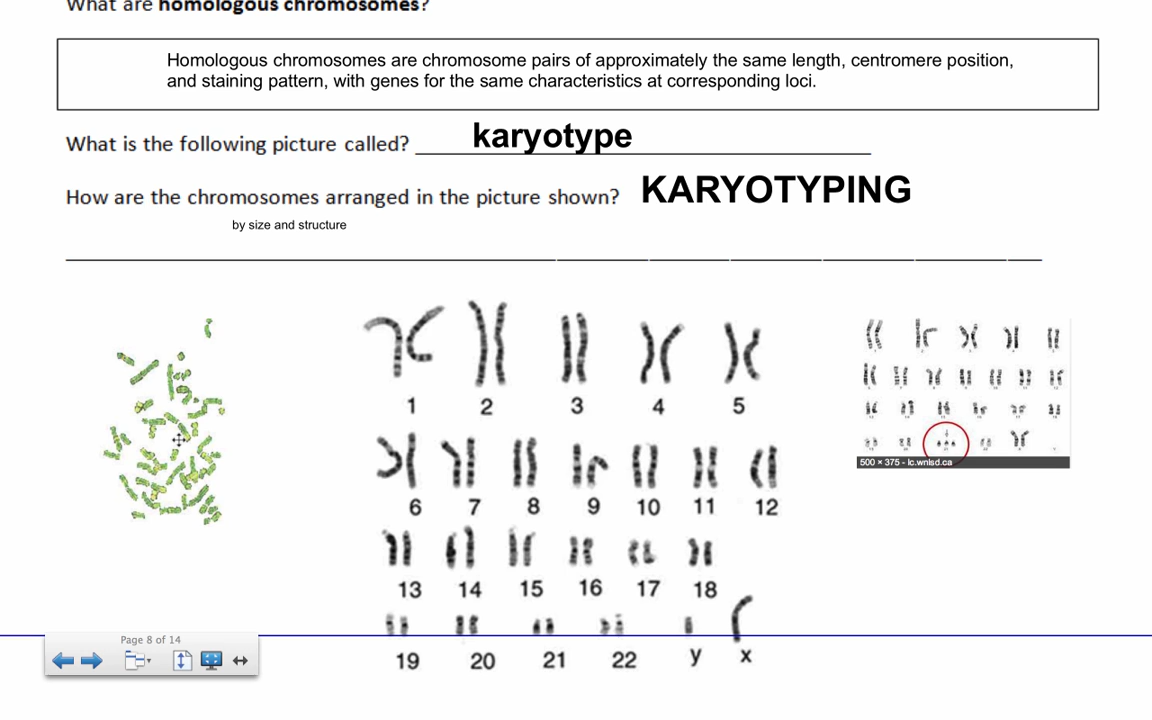 What are homologous chromosomes?
Homologous chromosomes are chromosome pairs of approximately the same length, centromere position,
and staining pattern, with genes for the same characteristics at corresponding loci.
What is the following picture called? karyotype
How are the chromosomes arranged in the picture shown? KARYOTYPING
by size and structure
1 2 3 4 5
6 7 8 9 10 11 12
13 14 15 16 17 18
19 20 21 22 y x
500 × 375 - lc.wnlsd.ca
Page 8 of 14